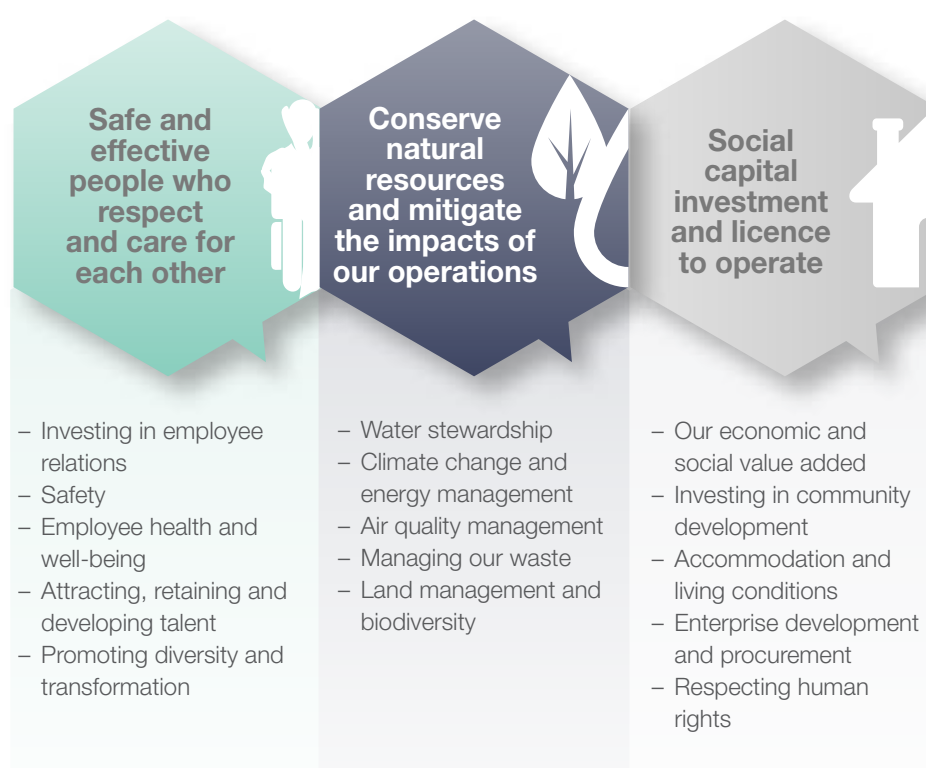 Safe and
effective
people who
respect
and care for
each other
– Investing in employee
relations
– Safety
– Employee health and
well-being
– Attracting, retaining and
developing talent
– Promoting diversity and
transformation
Conserve
natural
resources
and mitigate
the impacts of
our operations
– Water stewardship
– Climate change and
energy management
– Air quality management
– Managing our waste
– Land management and
biodiversity
Social
capital
investment
and licence
to operate
– Our economic and
social value added
– Investing in community
development
– Accommodation and
living conditions
– Enterprise development
and procurement
– Respecting human
rights